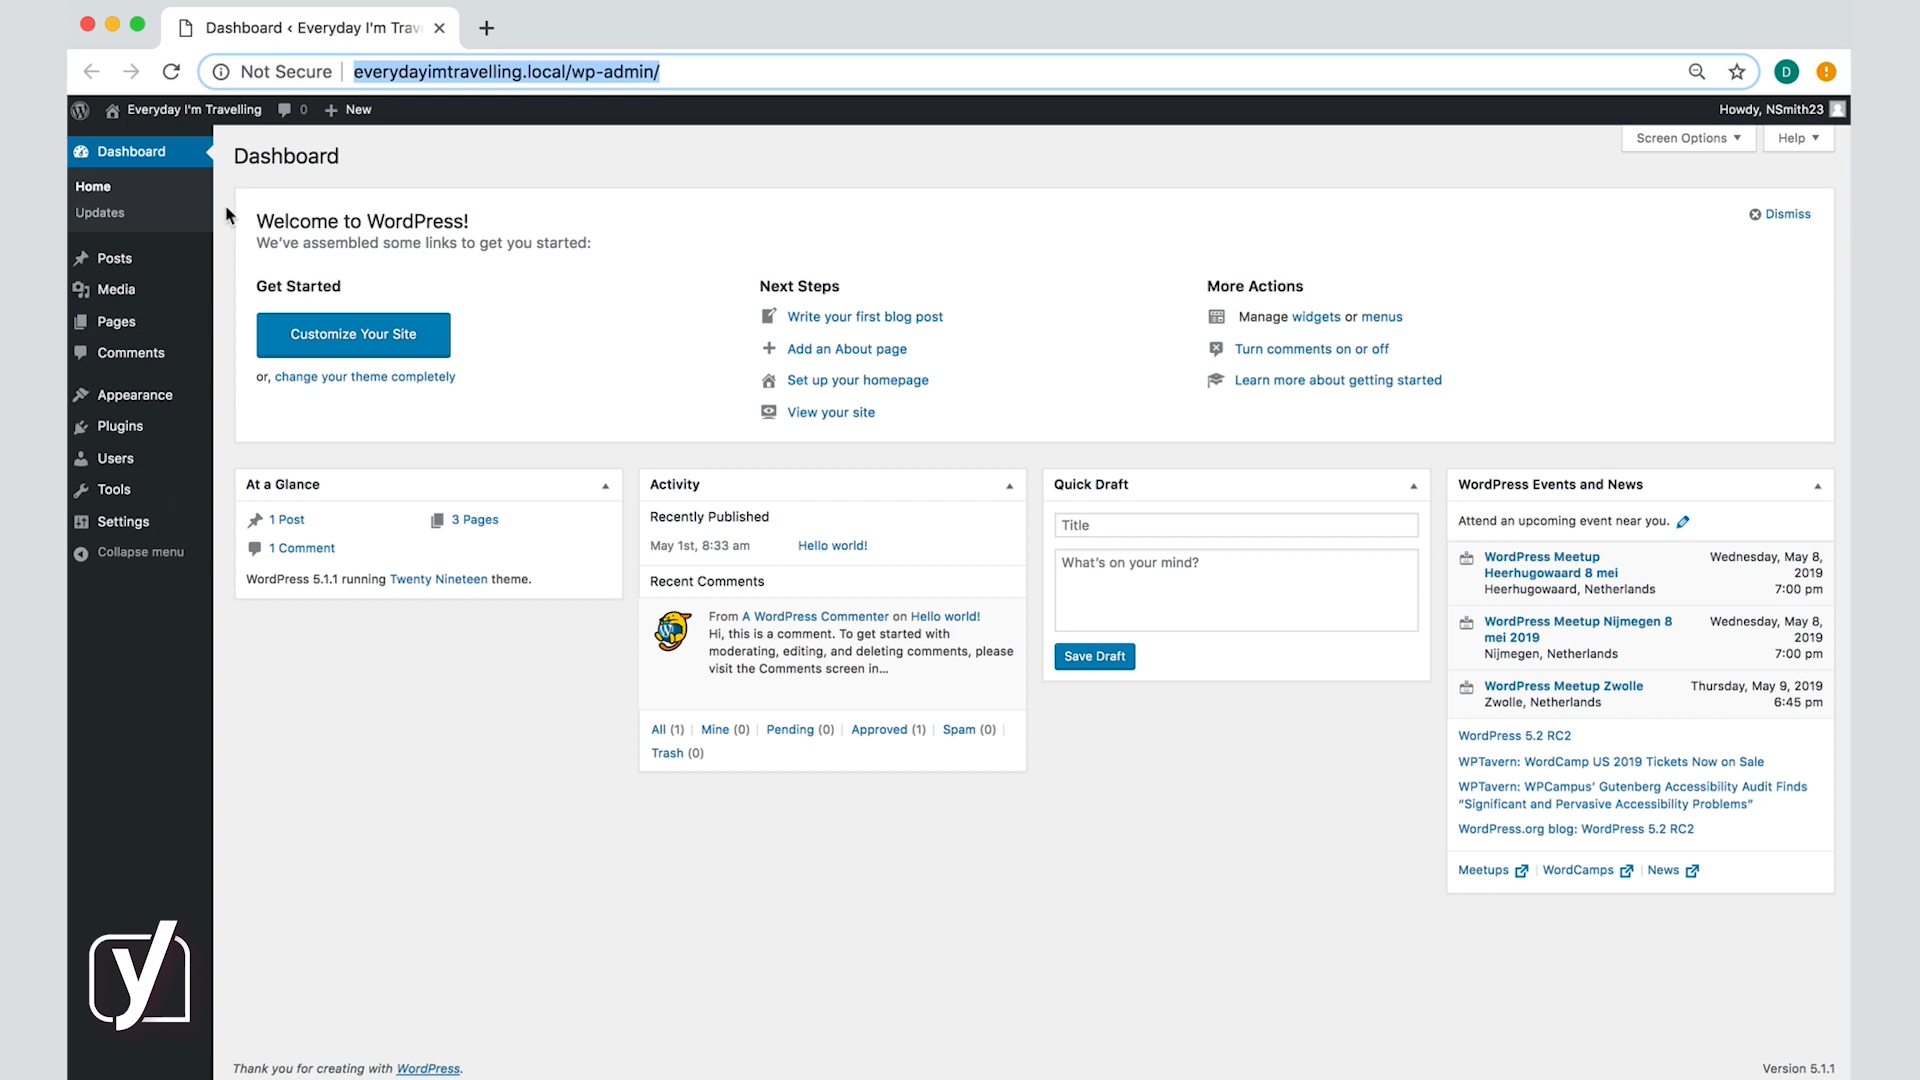 Dashboard ‹ Everyday I'm Trav
Not Secure
everydayimtravelling.local/wp-admin/
D
Everyday I'm Travelling
0
New
Howdy, NSmith23
Dashboard
Home
Updates
Posts
Media
Pages
Comments
Appearance
Plugins
Users
Tools
Settings
Collapse menu
Dashboard
Screen Options
Help
Welcome to WordPress!
We've assembled some links to get you started:
Dismiss
Get Started
Customize Your Site
or, change your theme completely
Next Steps
Write your first blog post
Add an About page
Set up your homepage
View your site
More Actions
Manage widgets or menus
Turn comments on or off
Learn more about getting started
At a Glance
1 Post
3 Pages
1 Comment
WordPress 5.1.1 running Twenty Nineteen theme.
Activity
Recently Published
May 1st, 8:33 am
Hello world!
Recent Comments
From A WordPress Commenter on Hello world!
Hi, this is a comment. To get started with
moderating, editing, and deleting comments, please
visit the Comments screen in…
All (1) | Mine (0) | Pending (0) | Approved (1) | Spam (0) |
Trash (0)
Quick Draft
Title
What's on your mind?
Save Draft
WordPress Events and News
Attend an upcoming event near you.
WordPress Meetup
Heerhugowaard 8 mei
Heerhugowaard, Netherlands
Wednesday, May 8,
2019
7:00 pm
WordPress Meetup Nijmegen 8
mei 2019
Nijmegen, Netherlands
Wednesday, May 8,
2019
7:00 pm
WordPress Meetup Zwolle
Zwolle, Netherlands
Thursday, May 9, 2019
6:45 pm
WordPress 5.2 RC2
WPTavern: WordCamp US 2019 Tickets Now on Sale
WPTavern: WPCampus' Gutenberg Accessibility Audit Finds
“Significant and Pervasive Accessibility Problems”
WordPress.org blog: WordPress 5.2 RC2
Meetups | WordCamps | News
y
Thank you for creating with WordPress.
Version 5.1.1